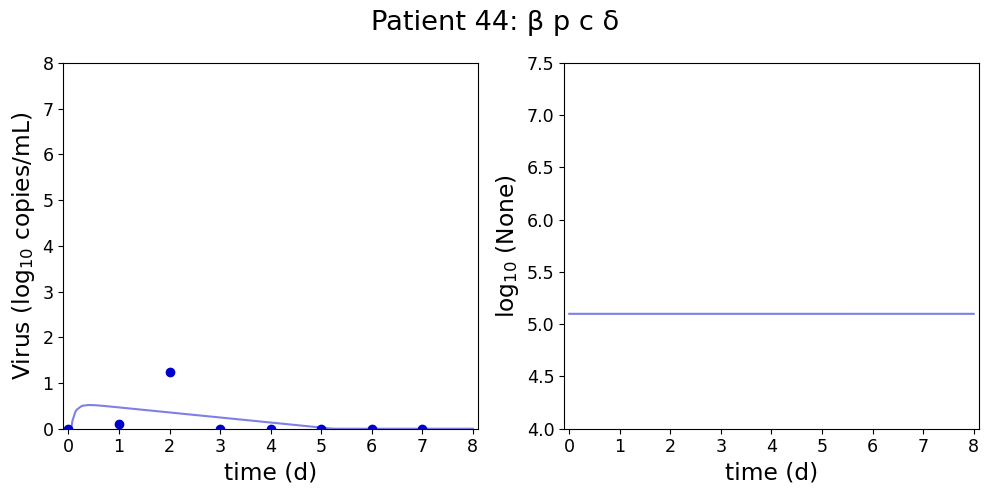 Patient 44: β p c δ
Virus (log₁₀ copies/mL)
8
7
6
5
4
3
2
1
0
0 1 2 3 4 5 6 7 8
time (d)
log₁₀ (None)
7.5
7.0
6.5
6.0
5.5
5.0
4.5
4.0
0 1 2 3 4 5 6 7 8
time (d)